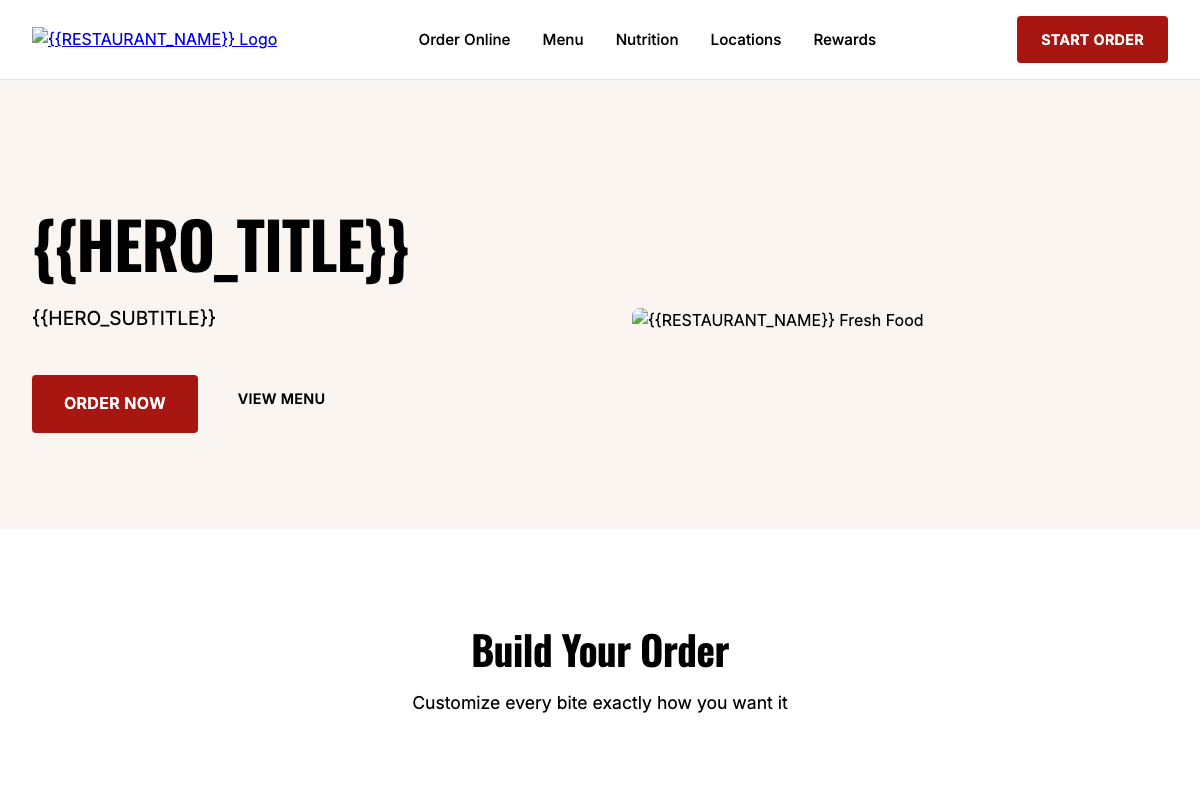 {{RESTAURANT_NAME}} Logo
Order Online
Menu
Nutrition
Locations
Rewards
START ORDER
{{HERO_TITLE}}
{{HERO_SUBTITLE}}
{{RESTAURANT_NAME}} Fresh Food
ORDER NOW
VIEW MENU
Build Your Order
Customize every bite exactly how you want it